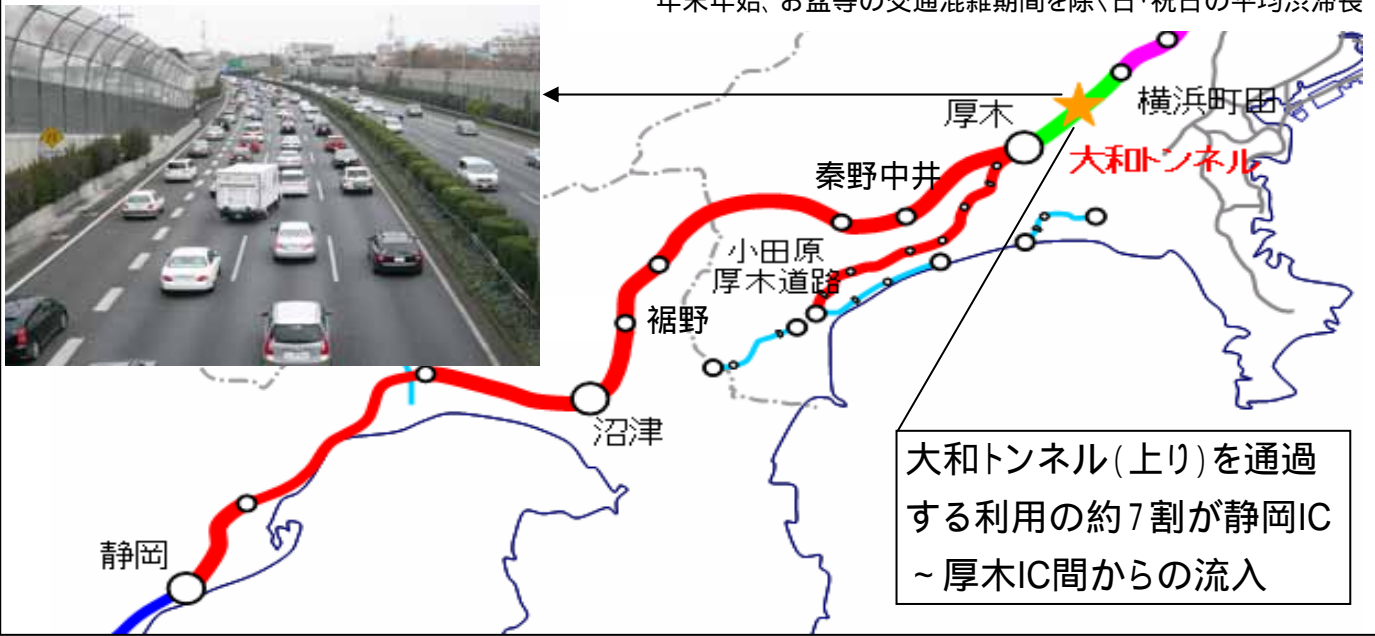 年末年始、お盆等の交通混雑期間を除く日・祝日の平均渋滞長
横浜町田
厚木
大和トンネル
秦野中井
小田原
厚木道路
裾野
沼津
静岡
大和トンネル(上り)を通過
する利用の約7割が静岡IC
~厚木IC間からの流入